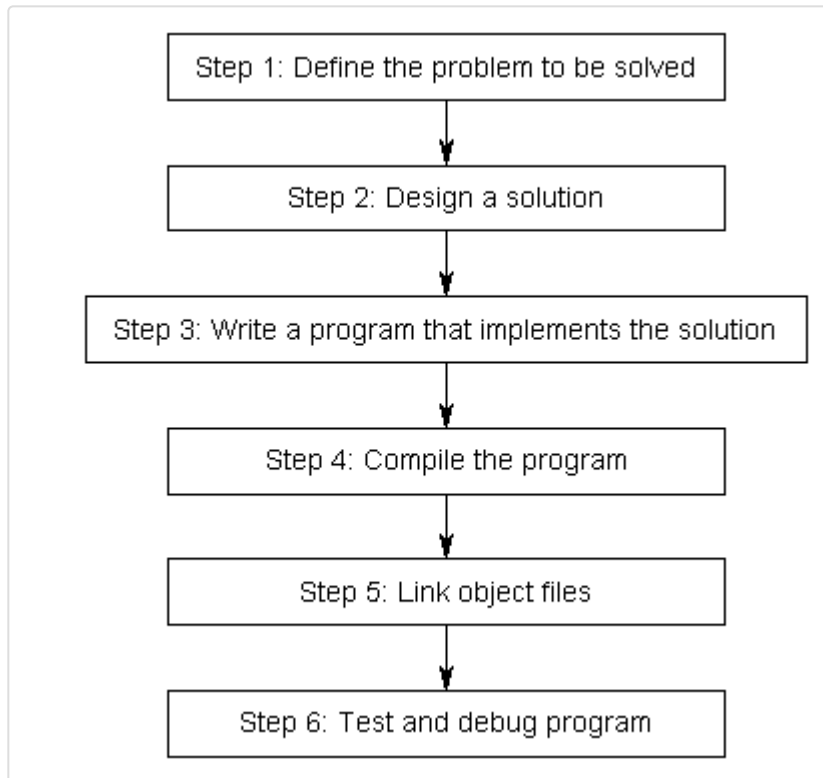 Step 1: Define the problem to be solved
Step 2: Design a solution
Step 3: Write a program that implements the solution
Step 4: Compile the program
Step 5: Link object files
Step 6: Test and debug program